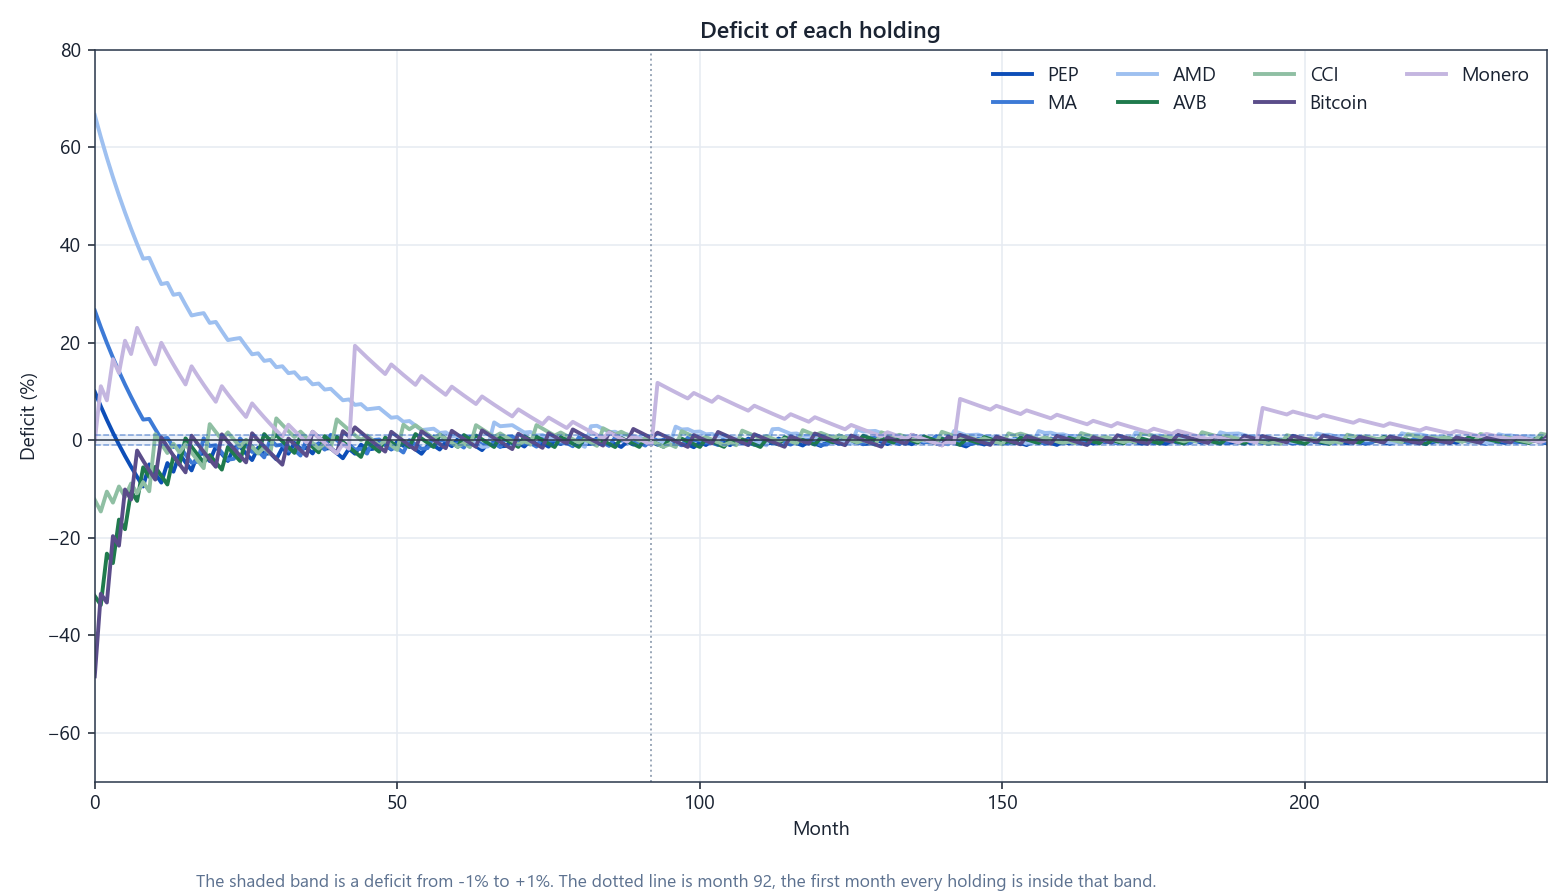 Deficit of each holding
80
60
40
20
0
−20
−40
−60
Deficit (%)
PEP
MA
AMD
AVB
CCI
Bitcoin
Monero
0
50
100
150
200
Month
The shaded band is a deficit from -1% to +1%. The dotted line is month 92, the first month every holding is inside that band.